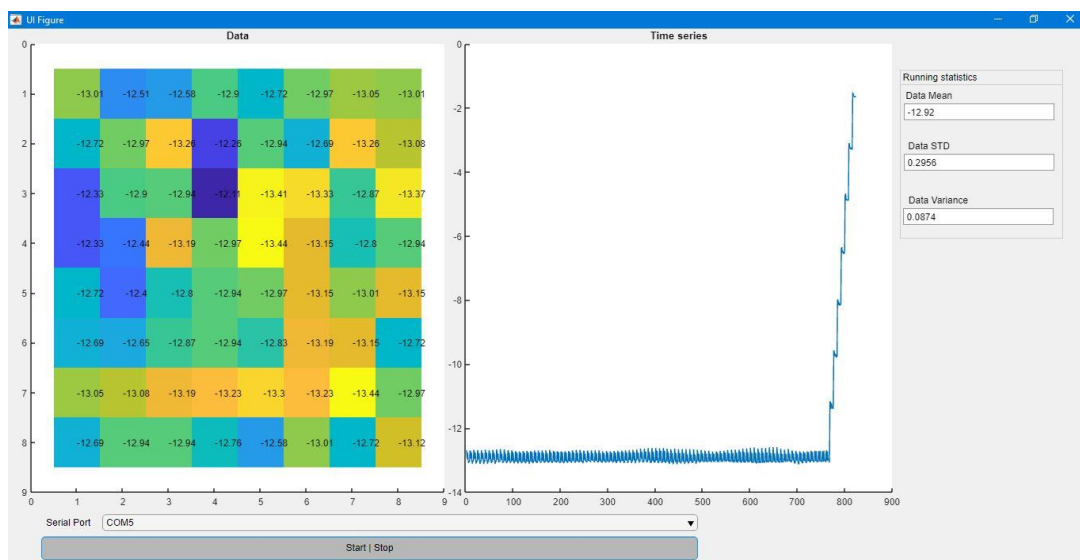 UI Figure
Data
Time series
0
1
2
3
4
5
6
7
8
9
-13.01 -12.51 -12.58 -12.9 -12.72 -12.97 -13.05 -13.01
-12.72 -12.97 -13.26 -12.26 -12.94 -12.69 -13.26 -13.08
-12.33 -12.9 -12.94 -12.11 -13.41 -13.33 -12.87 -13.37
-12.33 -12.44 -13.19 -12.97 -13.44 -13.15 -12.8 -12.94
-12.72 -12.4 -12.8 -12.94 -12.97 -13.15 -13.01 -13.15
-12.69 -12.65 -12.87 -12.94 -12.83 -13.19 -13.15 -12.72
-13.05 -13.08 -13.19 -13.23 -13.3 -13.23 -13.44 -12.97
-12.69 -12.94 -12.94 -12.76 -12.58 -13.01 -12.72 -13.12
0 1 2 3 4 5 6 7 8 9
0
-2
-4
-6
-8
-10
-12
-14
0 100 200 300 400 500 600 700 800 900
Running statistics
Data Mean
-12.92
Data STD
0.2956
Data Variance
0.0874
Serial Port COM5
Start | Stop